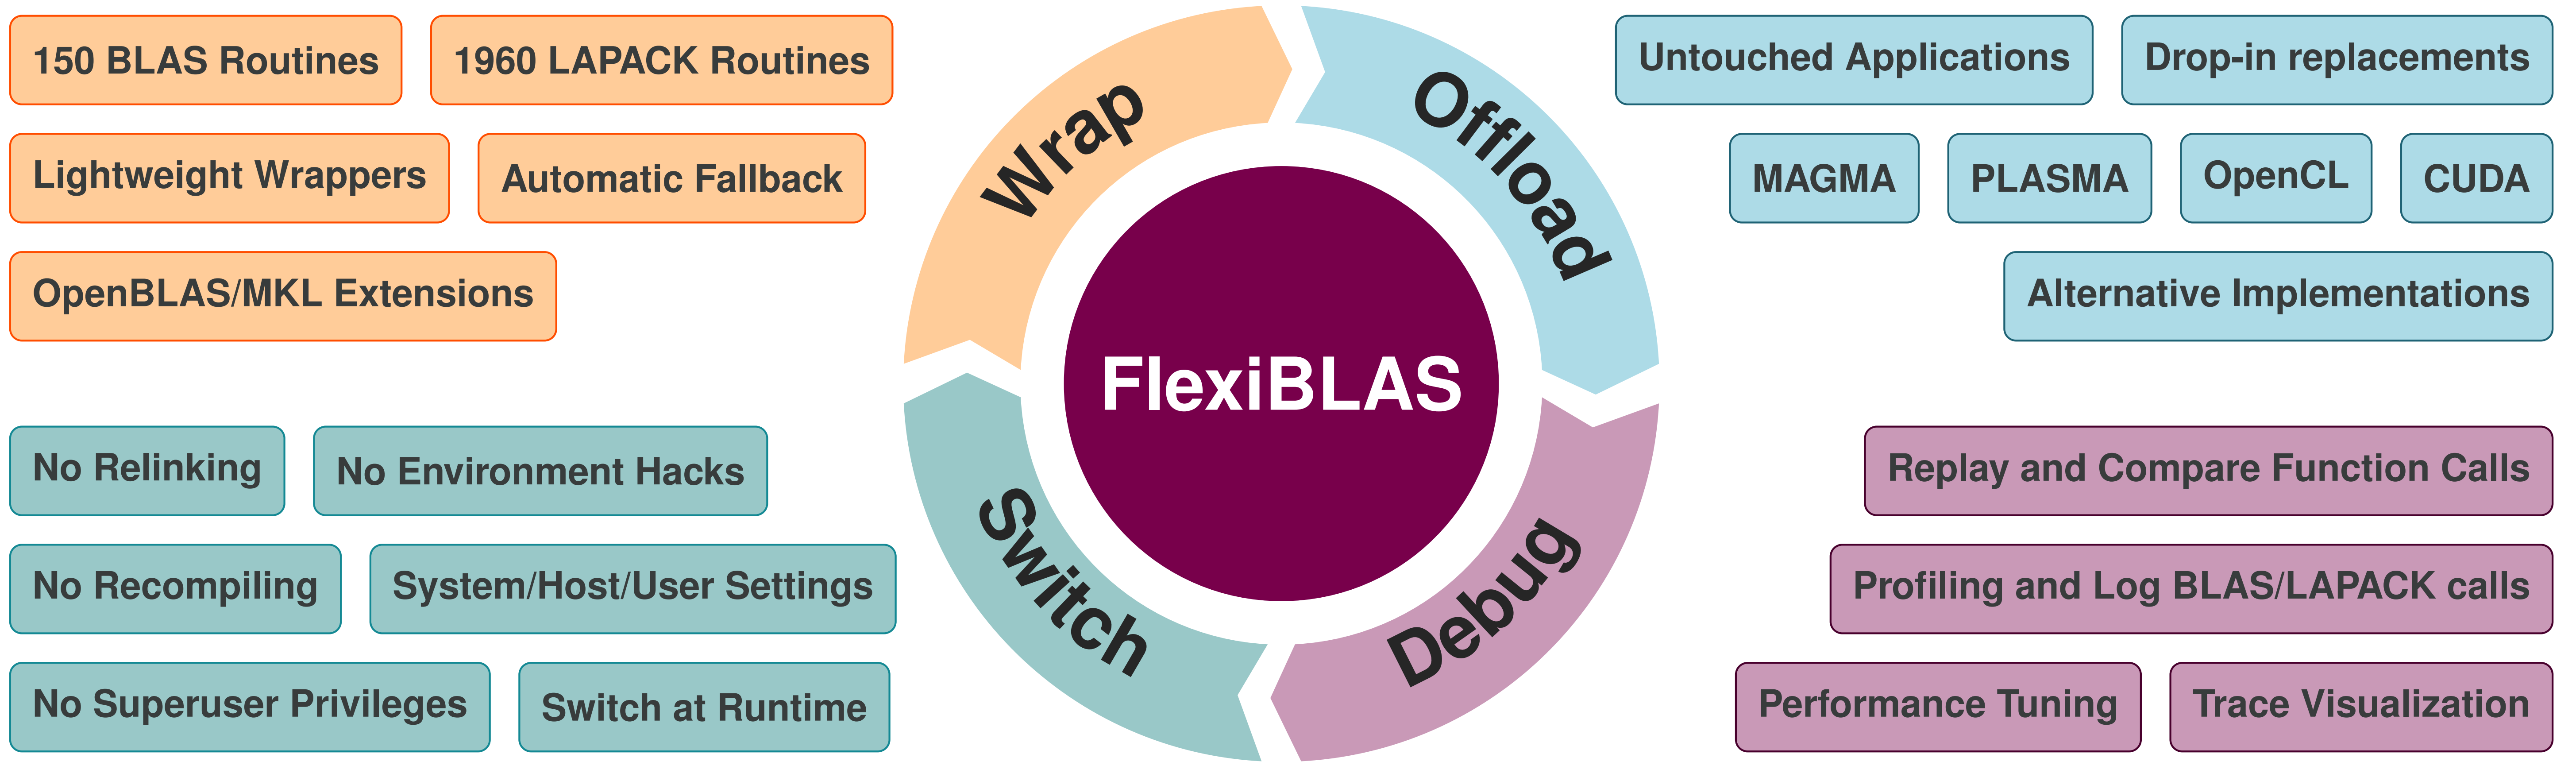 150 BLAS Routines
1960 LAPACK Routines
Lightweight Wrappers
Automatic Fallback
OpenBLAS/MKL Extensions
Wrap
Offload
Untouched Applications
Drop-in replacements
MAGMA
PLASMA
OpenCL
CUDA
Alternative Implementations
FlexiBLAS
No Relinking
No Environment Hacks
No Recompiling
System/Host/User Settings
No Superuser Privileges
Switch at Runtime
Switch
Debug
Replay and Compare Function Calls
Profiling and Log BLAS/LAPACK calls
Performance Tuning
Trace Visualization